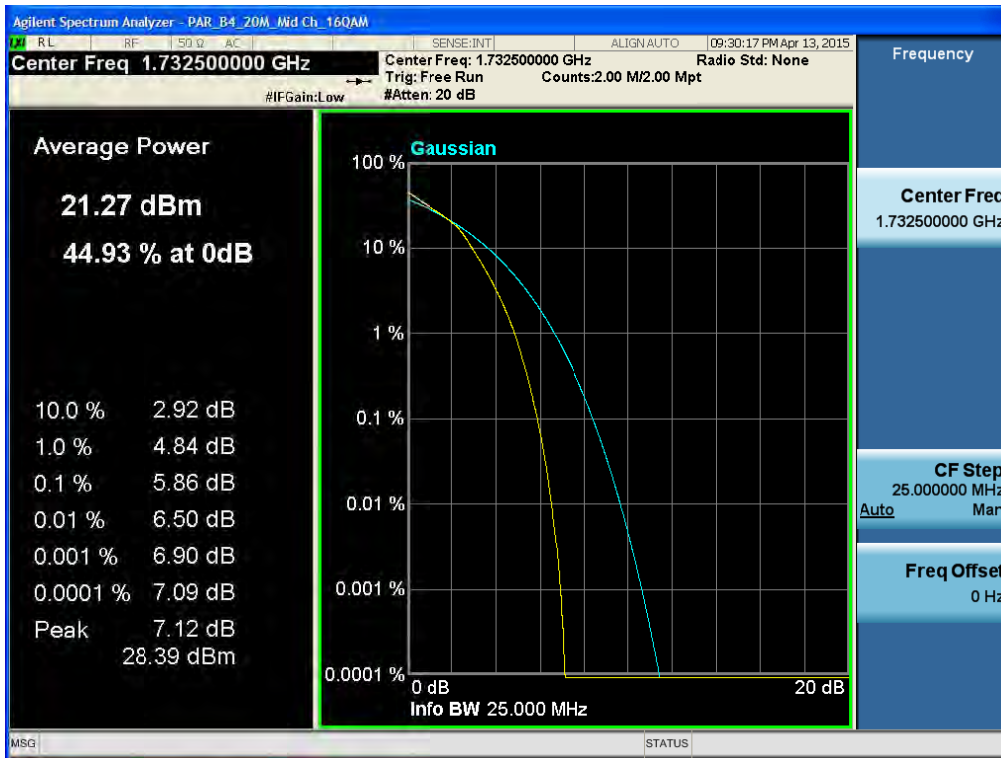 Agilent Spectrum Analyzer - PAR_B4_20M_Mid Ch_16QAM
LXI RL RF 50 Ω AC SENSE:INT ALIGN AUTO 09:30:17 PM Apr 13, 2015
Center Freq 1.732500000 GHz
Center Freq: 1.732500000 GHz Radio Std: None
Trig: Free Run Counts:2.00 M/2.00 Mpt
#IFGain:Low #Atten: 20 dB
Average Power
21.27 dBm
44.93 % at 0dB
10.0 % 2.92 dB
1.0 % 4.84 dB
0.1 % 5.86 dB
0.01 % 6.50 dB
0.001 % 6.90 dB
0.0001 % 7.09 dB
Peak 7.12 dB
28.39 dBm
Gaussian
100 %
10 %
1 %
0.1 %
0.01 %
0.001 %
0.0001 %
0 dB 20 dB
Info BW 25.000 MHz
Frequency
Center Freq
1.732500000 GHz
CF Step
25.000000 MHz
Auto Man
Freq Offset
0 Hz
MSG STATUS